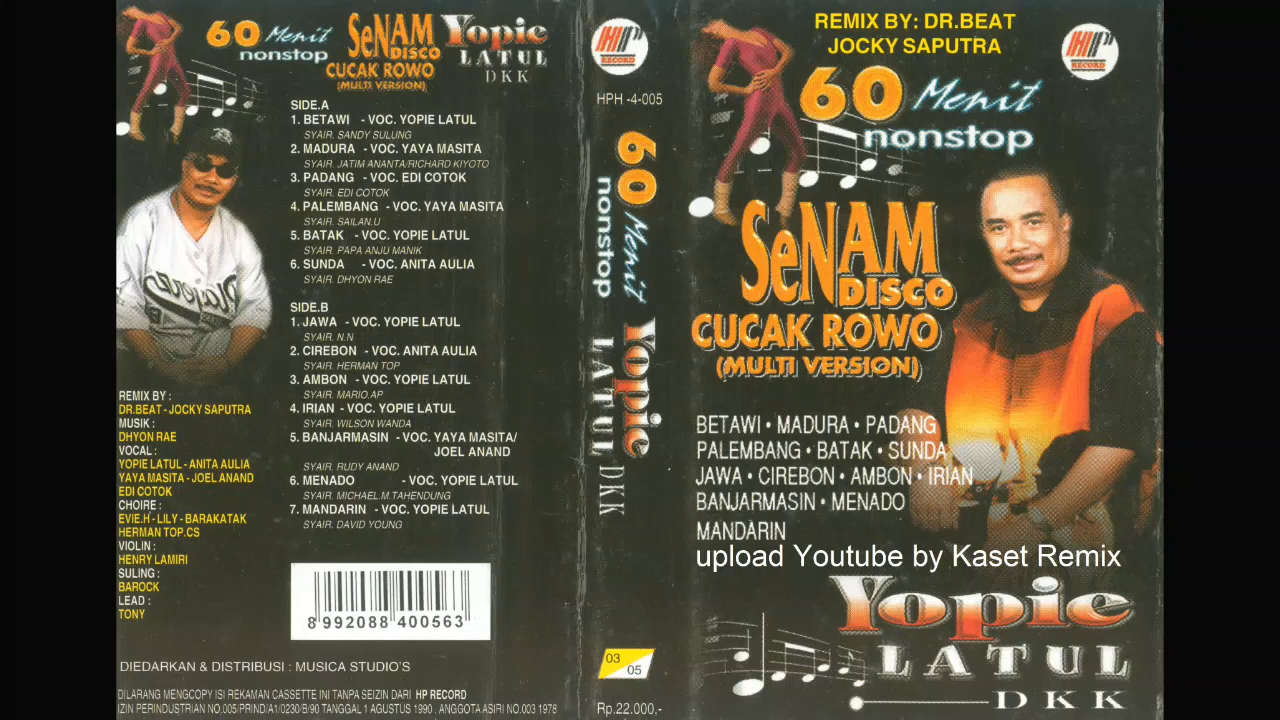 60 Menit
nonstop
SeNAM
DISCO
CUCAK ROWO
(MULTI VERSION)
Yopie
LATUL
DKK
SIDE.A
1. BETAWI - VOC. YOPIE LATUL
SYAIR. SANDY SULUNG
2. MADURA - VOC. YAYA MASITA
SYAIR. JATIM ANANTA/RICHARD KIYOTO
3. PADANG - VOC. EDI COTOK
SYAIR. EDI COTOK
4. PALEMBANG - VOC. YAYA MASITA
SYAIR. SAILAN.U
5. BATAK - VOC. YOPIE LATUL
SYAIR. PAPA ANJU MANIK
6. SUNDA - VOC. ANITA AULIA
SYAIR. DHYON RAE
SIDE.B
1. JAWA - VOC. YOPIE LATUL
SYAIR. N.N
2. CIREBON - VOC. ANITA AULIA
SYAIR. HERMAN TOP
3. AMBON - VOC. YOPIE LATUL
SYAIR. MARIO.AP
4. IRIAN - VOC. YOPIE LATUL
SYAIR. WILSON WANDA
5. BANJARMASIN - VOC. YAYA MASITA/
JOEL ANAND
SYAIR. RUDY ANAND
6. MENADO - VOC. YOPIE LATUL
SYAIR. MICHAEL.M.TAHENDUNG
7. MANDARIN - VOC. YOPIE LATUL
SYAIR. DAVID YOUNG
REMIX BY :
DR.BEAT - JOCKY SAPUTRA
MUSIK :
DHYON RAE
VOCAL :
YOPIE LATUL - ANITA AULIA
YAYA MASITA - JOEL ANAND
EDI COTOK
CHOIRE :
EVIE.H - LILY - BARAKATAK
HERMAN TOP.CS
VIOLIN :
HENRY LAMIRI
SULING :
BAROCK
LEAD :
TONY
8 992088 400563
DIEDARKAN & DISTRIBUSI : MUSICA STUDIO'S
DILARANG MENGCOPY ISI REKAMAN CASSETTE INI TANPA SEIZIN DARI HP RECORD
IZIN PERINDUSTRIAN NO.005/PRIND/A1/0230/B/90 TANGGAL 1 AGUSTUS 1990 , ANGGOTA ASIRI NO.003 1978
HP
RECORD
HPH -4-005
60 Menit
nonstop
Yopie
LATUL DKK
03
05
Rp.22.000,-
REMIX BY: DR.BEAT
JOCKY SAPUTRA
HP
RECORD
60 Menit
nonstop
SeNAM
DISCO
CUCAK ROWO
(MULTI VERSION)
BETAWI • MADURA • PADANG
PALEMBANG • BATAK • SUNDA
JAWA • CIREBON • AMBON • IRIAN
BANJARMASIN • MENADO
MANDARIN
upload Youtube by Kaset Remix
Yopie
LATUL
DKK